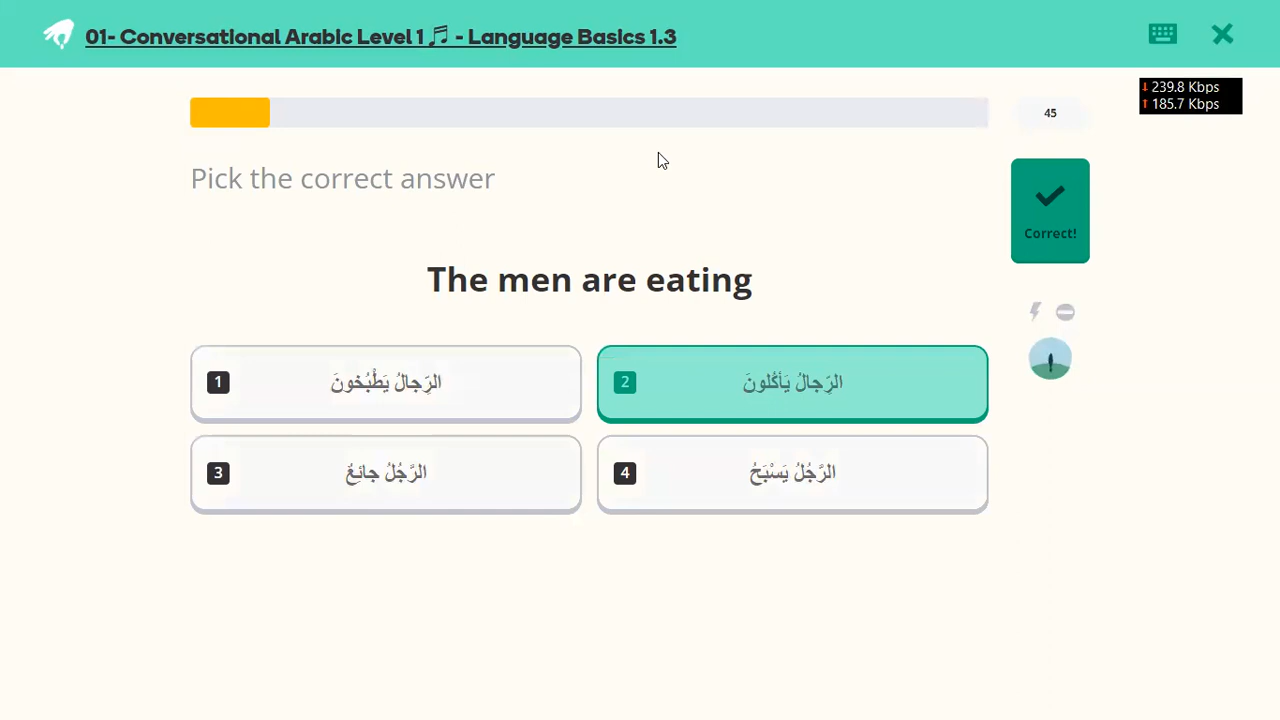 01- Conversational Arabic Level 1 🎵 - Language Basics 1.3
239.8 Kbps
185.7 Kbps
45
Pick the correct answer
Correct!
The men are eating
1 الرِّجالُ يَطْبُخونَ
2 الرِّجالُ يَأكُلونَ
3 الرَّجُلُ جائِعٌ
4 الرَّجُلُ يَسْبَحُ